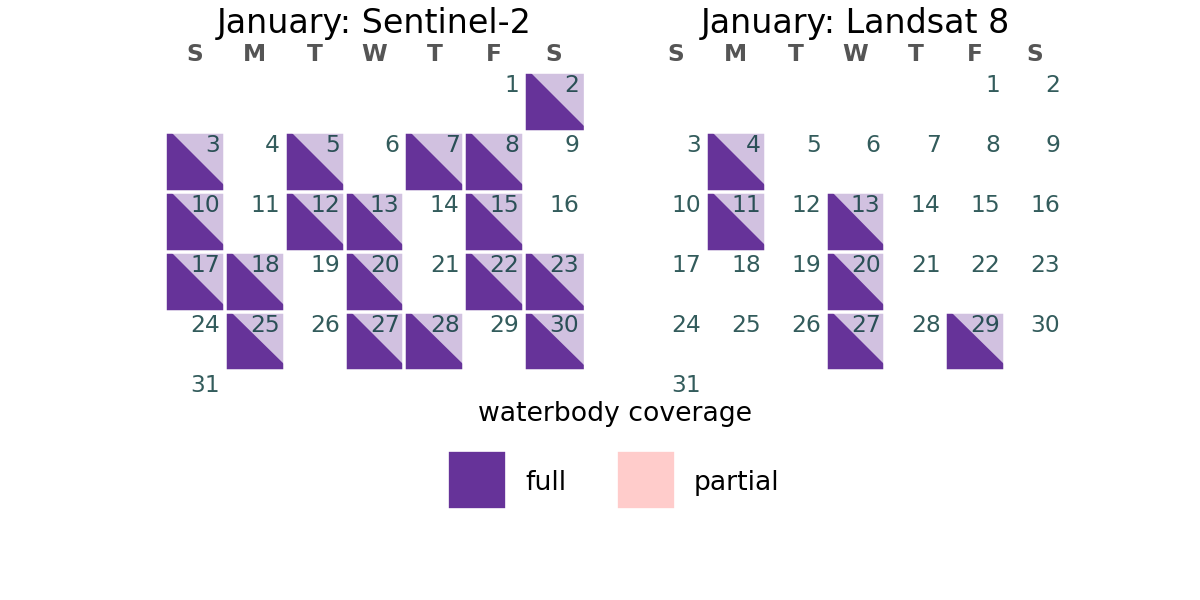 January: Sentinel-2
S M T W T F S
1 2
3 4 5 6 7 8 9
10 11 12 13 14 15 16
17 18 19 20 21 22 23
24 25 26 27 28 29 30
31
January: Landsat 8
S M T W T F S
1 2
3 4 5 6 7 8 9
10 11 12 13 14 15 16
17 18 19 20 21 22 23
24 25 26 27 28 29 30
31
waterbody coverage
full partial